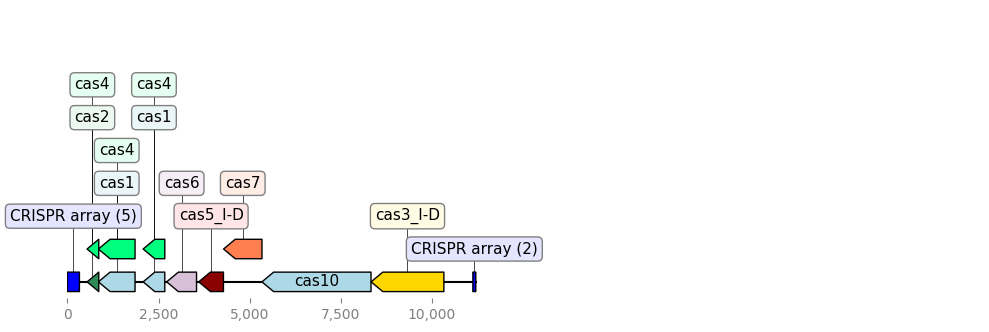 cas4 cas4
cas2 cas1
cas4
cas1 cas6 cas7
CRISPR array (5) cas5_I-D cas3_I-D
CRISPR array (2)
cas10
0 2,500 5,000 7,500 10,000